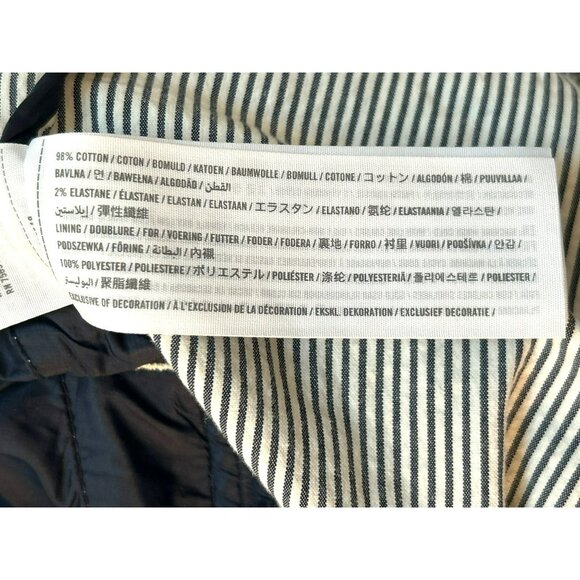 98% COTTON / COTON / BOMULD / KATOEN / BAUMWOLLE / BOMULL / COTONE / コットン / ALGODÓN / 棉 / PUUVILLAA /
BAVLNA / 면 / BAWEŁNA / ALGODÃO / القطن /
2% ELASTANE / ÉLASTANE / ELASTAN / ELASTAAN / エラスタン / ELASTANO / 氨纶 / ELASTAANIA / 엘라스탄 /
إيلاستين / 彈性纖維
LINING / DOUBLURE / FOR / VOERING / FUTTER / FODER / FODERA / 裏地 / FORRO / 衬里 / VUORI / PODŠÍVKA / 안감 /
PODSZEWKA / FÔRING / البطانة / 內襯
100% POLYESTER / POLIESTERE / ポリエステル / POLIÉSTER / 涤纶 / POLYESTERIÄ / 폴리에스테르 / POLIESTER /
البوليستر / 聚脂纖維
EXCLUSIVE OF DECORATION / À L'EXCLUSION DE LA DÉCORATION / EKSKL. DEKORATION / EXCLUSIEF DECORATIE /
RN